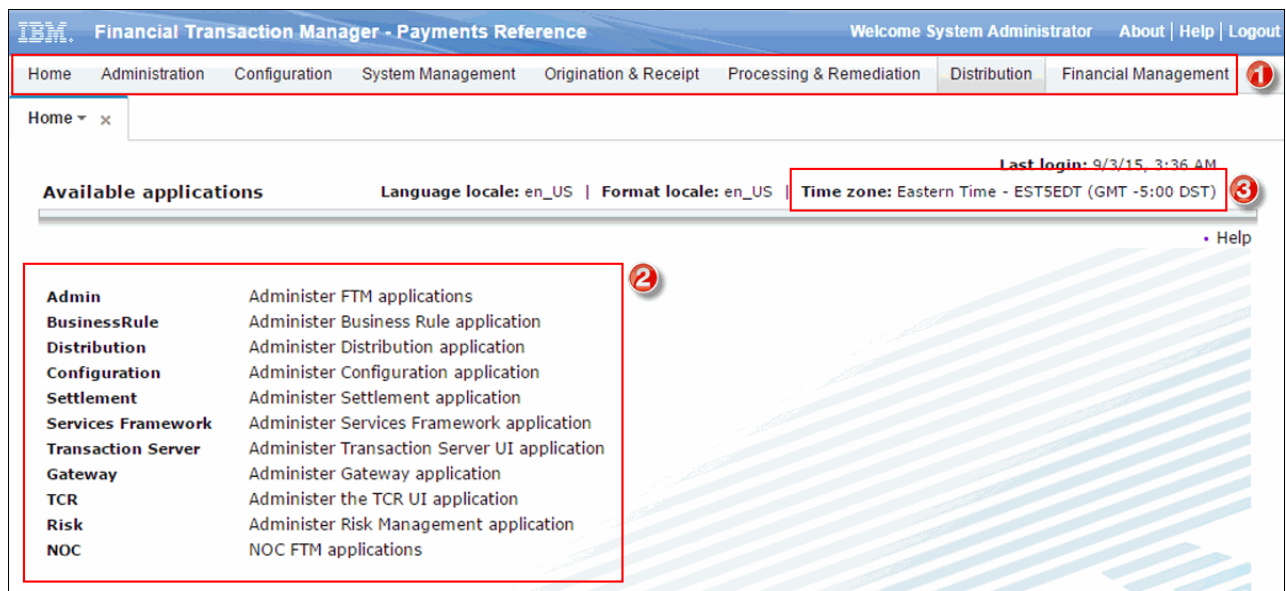 IBM. Financial Transaction Manager - Payments Reference Welcome System Administrator About | Help | Logout
Home Administration Configuration System Management Origination & Receipt Processing & Remediation Distribution Financial Management 1
Home x
Last login: 9/3/15, 3:36 AM
Available applications Language locale: en_US | Format locale: en_US | Time zone: Eastern Time - EST5EDT (GMT -5:00 DST) 3
• Help
2
Admin Administer FTM applications
BusinessRule Administer Business Rule application
Distribution Administer Distribution application
Configuration Administer Configuration application
Settlement Administer Settlement application
Services Framework Administer Services Framework application
Transaction Server Administer Transaction Server UI application
Gateway Administer Gateway application
TCR Administer the TCR UI application
Risk Administer Risk Management application
NOC NOC FTM applications